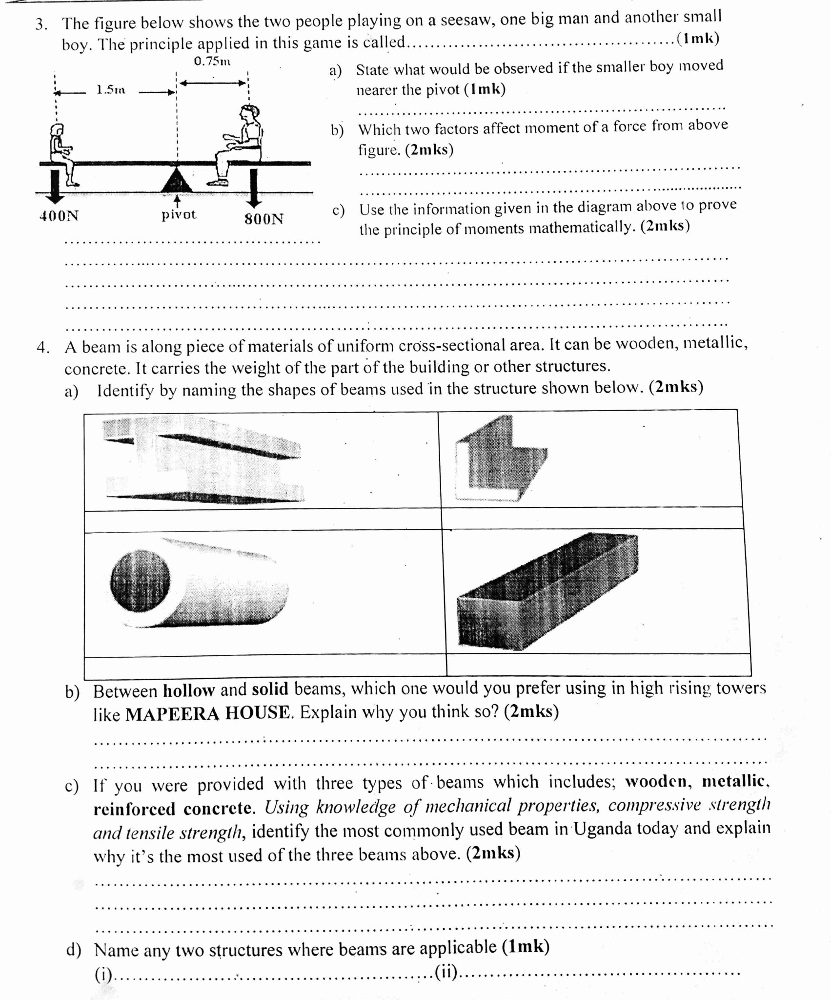 3. The figure below shows the two people playing on a seesaw, one big man and another small
boy. The principle applied in this game is called..................................................(1mk)
0.75m
1.5m
400N
pivot
800N
a) State what would be observed if the smaller boy moved
nearer the pivot (1mk)
b) Which two factors affect moment of a force from above
figure. (2mks)
c) Use the information given in the diagram above to prove
the principle of moments mathematically. (2mks)
4. A beam is along piece of materials of uniform cross-sectional area. It can be wooden, metallic,
concrete. It carries the weight of the part of the building or other structures.
a) Identify by naming the shapes of beams used in the structure shown below. (2mks)
b) Between hollow and solid beams, which one would you prefer using in high rising towers
like MAPEERA HOUSE. Explain why you think so? (2mks)
c) If you were provided with three types of beams which includes; wooden, metallic,
reinforced concrete. Using knowledge of mechanical properties, compressive strength
and tensile strength, identify the most commonly used beam in Uganda today and explain
why it's the most used of the three beams above. (2mks)
d) Name any two structures where beams are applicable (1mk)
(i)..................................................(ii)..................................................